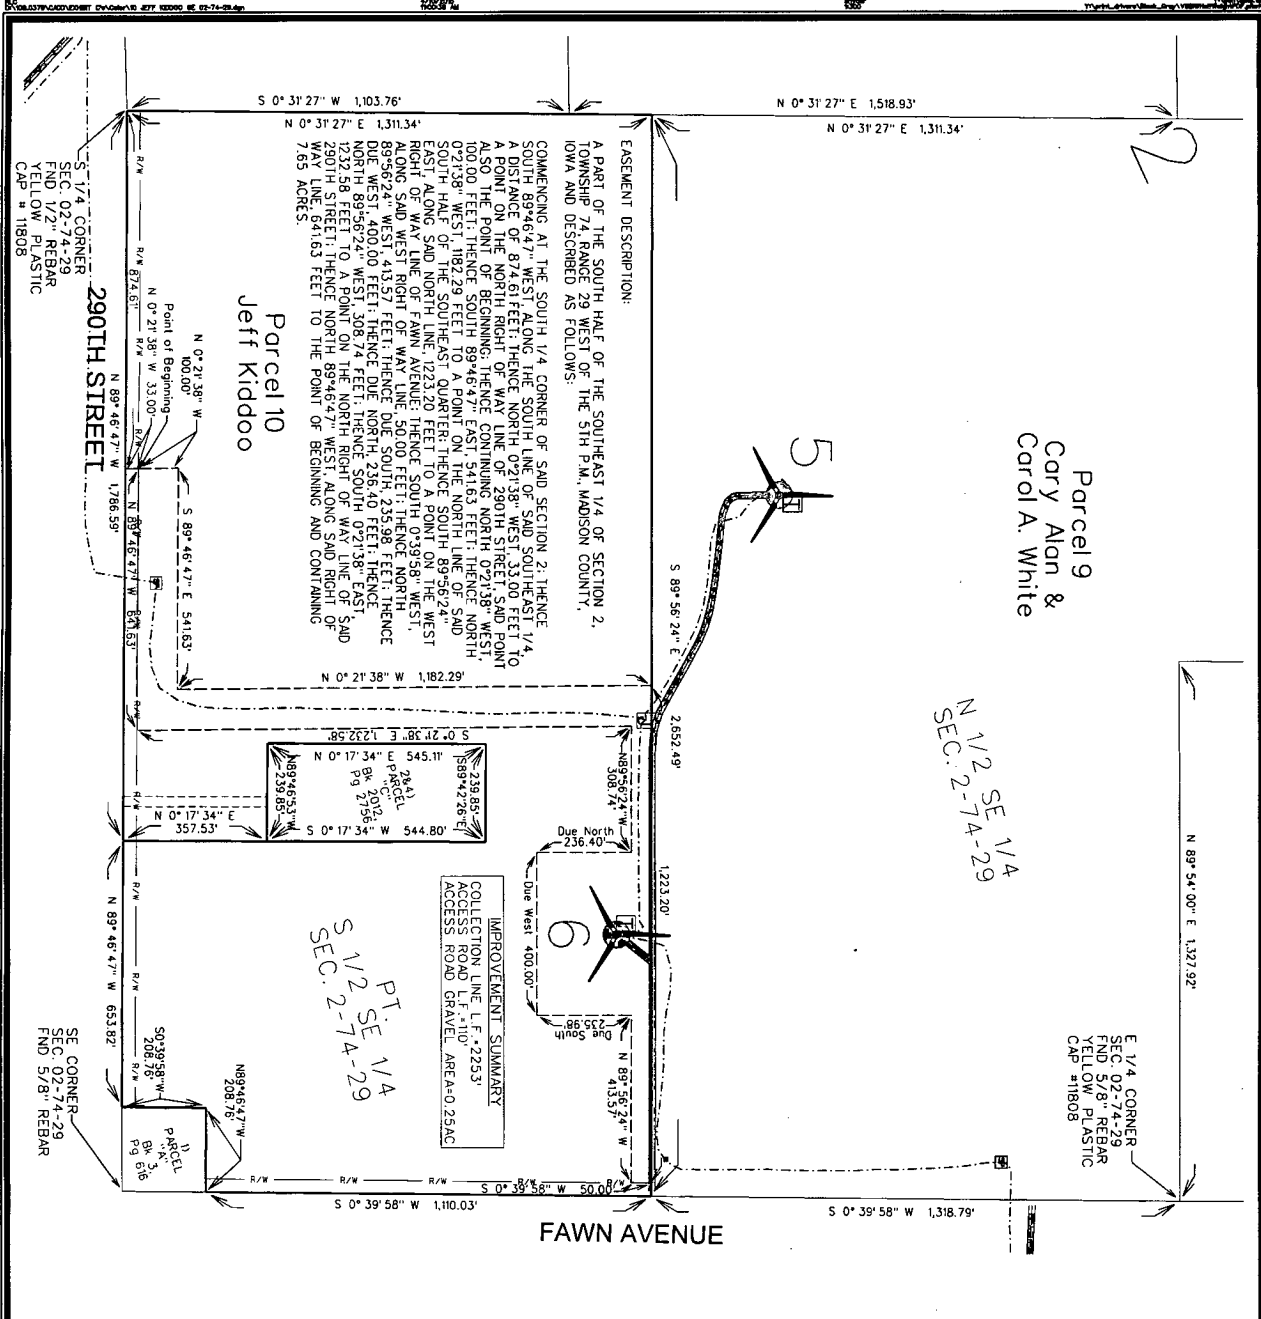 S 0° 31' 27" W 1,103.76'
N 0° 31' 27" E 1,518.93'
N 0° 31' 27" E 1,311.34'
N 0° 31' 27" E 1,311.34'
2
S 1/4 CORNER
SEC. 02-74-29
FND 1/2" REBAR
YELLOW PLASTIC
CAP # 11808
EASEMENT DESCRIPTION:
A PART OF THE SOUTH HALF OF THE SOUTHEAST 1/4 OF SECTION 2,
TOWNSHIP 74, RANGE 29 WEST OF THE 5TH P.M., MADISON COUNTY,
IOWA AND DESCRIBED AS FOLLOWS:
COMMENCING AT THE SOUTH 1/4 CORNER OF SAID SECTION 2; THENCE
SOUTH 89°46'47" WEST, ALONG THE SOUTH LINE OF SAID SOUTHEAST 1/4,
A DISTANCE OF 874.61 FEET; THENCE NORTH 0°21'38" WEST, 33.00 FEET TO
A POINT ON THE NORTH RIGHT OF WAY LINE OF 290TH STREET, SAID POINT
ALSO THE POINT OF BEGINNING; THENCE CONTINUING NORTH 0°21'38" WEST,
100.00 FEET; THENCE SOUTH 89°46'47" EAST, 541.63 FEET; THENCE NORTH
0°21'38" WEST, 1182.29 FEET TO A POINT ON THE NORTH LINE OF SAID
SOUTH HALF OF THE SOUTHEAST QUARTER; THENCE SOUTH 89°56'24"
EAST, ALONG SAID NORTH LINE, 1223.20 FEET TO A POINT ON THE WEST
RIGHT OF WAY LINE OF FAWN AVENUE; THENCE SOUTH 0°39'58" WEST,
ALONG SAID WEST RIGHT OF WAY LINE, 50.00 FEET; THENCE NORTH
89°56'24" WEST, 413.57 FEET; THENCE DUE SOUTH, 235.98 FEET; THENCE
DUE WEST, 400.00 FEET; THENCE DUE NORTH, 236.40 FEET; THENCE
NORTH 89°56'24" WEST, 308.74 FEET; THENCE SOUTH 0°21'38" EAST,
1232.58 FEET TO A POINT ON THE NORTH RIGHT OF WAY LINE OF SAID
290TH STREET; THENCE NORTH 89°46'47" WEST, ALONG SAID RIGHT OF
WAY LINE, 641.63 FEET TO THE POINT OF BEGINNING AND CONTAINING
7.65 ACRES.
Parcel 10
Jeff Kiddoo
290TH STREET
R/W
R/W
874.61'
R/W
N 0° 21' 38" W 33.00'
Point of Beginning
N 0° 21' 38" W
100.00'
R/W
N 89° 46' 47" W 1,786.59'
S 89° 46' 47" E 541.63'
R/W
N 89° 46' 47" W 641.63'
R/W
5
Parcel 9
Cary Alan &
Carol A. White
S 89° 56' 24" E 2,652.49'
N 0° 21' 38" W 1,182.29'
S 0° 21' 38" E 1,232.58'
N 1/2 SE 1/4
SEC. 2-74-29
N89°56'24"W
308.74'
N 0° 17' 34" E 545.11'
2&4)
PARCEL
"C"
Bk 2012,
Pg 2756
N89°46'53"W
239.85'
S89°42'26"E
239.85'
S 0° 17' 34" W 544.80'
N 0° 17' 34" E
357.53'
R/W
Due North
236.40'
Due West 400.00'
1,223.20'
6
Due South
235.98'
N 89° 56' 24" W
413.57'
IMPROVEMENT SUMMARY
COLLECTION LINE L.F.=2253'
ACCESS ROAD L.F.=110'
ACCESS ROAD GRAVEL AREA=0.25AC
PT.
S 1/2 SE 1/4
SEC. 2-74-29
N 89° 54' 00" E 1,327.92'
E 1/4 CORNER
SEC. 02-74-29
FND 5/8" REBAR
YELLOW PLASTIC
CAP #11808
R/W
N 89° 46' 47" W 653.82'
R/W
R/W
S0°39'58"W
208.76'
N89°46'47"W
208.76'
1)
PARCEL
"A"
Bk 3,
Pg 616
SE CORNER
SEC. 02-74-29
FND 5/8" REBAR
R/W
R/W
R/W
R/W
S 0° 39' 58" W 50.00'
S 0° 39' 58" W 1,110.03'
S 0° 39' 58" W 1,318.79'
FAWN AVENUE